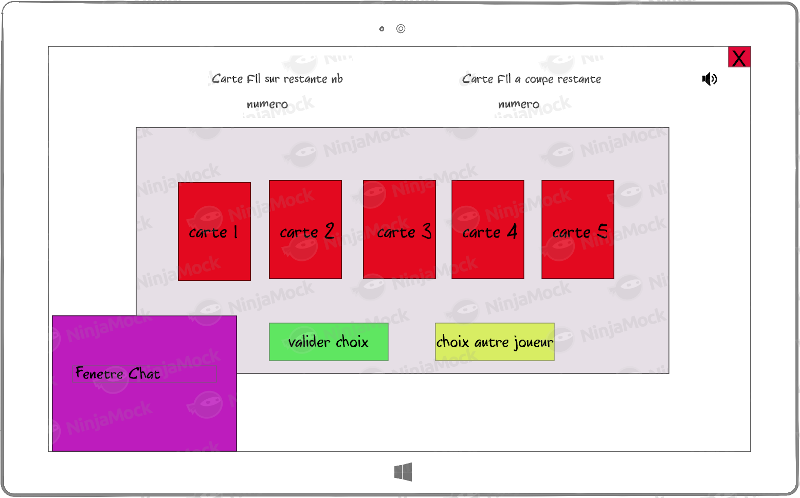 X
Carte Fil sur restante nb
Carte Fil a coupe restante
numero
numero
carte 1
carte 2
carte 3
carte 4
carte 5
valider choix
choix autre joueur
Fenetre Chat
NinjaMock